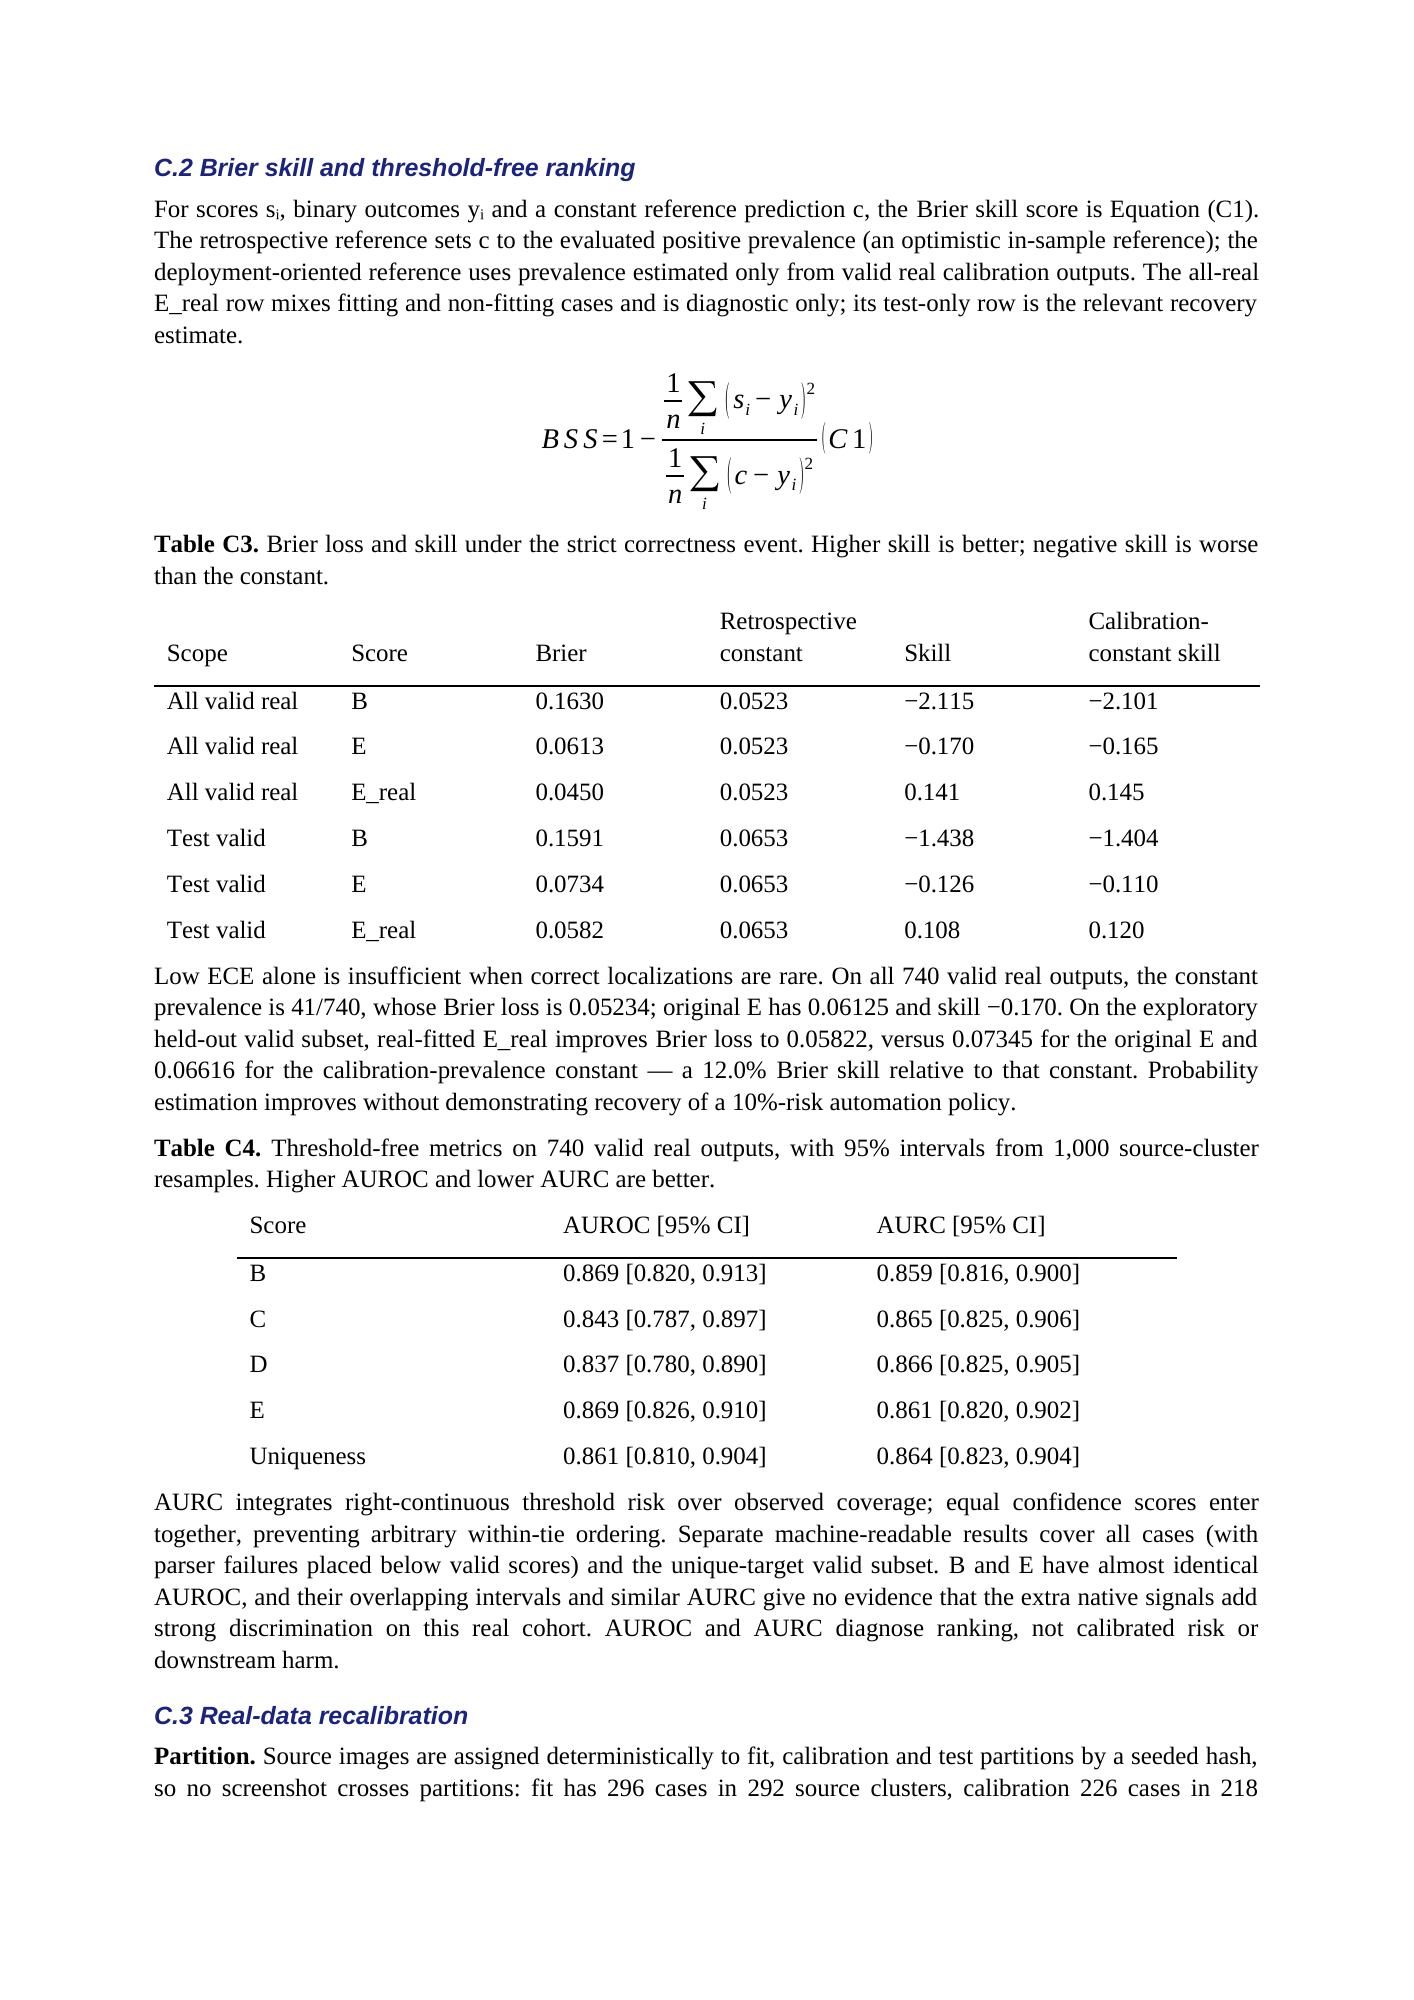 C.2 Brier skill and threshold-free ranking
For scores sᵢ, binary outcomes yᵢ and a constant reference prediction c, the Brier skill score is Equation (C1).
The retrospective reference sets c to the evaluated positive prevalence (an optimistic in-sample reference); the
deployment-oriented reference uses prevalence estimated only from valid real calibration outputs. The all-real
E_real row mixes fitting and non-fitting cases and is diagnostic only; its test-only row is the relevant recovery
estimate.
BSS = 1 − (1/n ∑ᵢ (sᵢ − yᵢ)²) / (1/n ∑ᵢ (c − yᵢ)²) (C1)
Table C3. Brier loss and skill under the strict correctness event. Higher skill is better; negative skill is worse
than the constant.
Scope Score Brier Retrospective constant Skill Calibration-constant skill
All valid real B 0.1630 0.0523 −2.115 −2.101
All valid real E 0.0613 0.0523 −0.170 −0.165
All valid real E_real 0.0450 0.0523 0.141 0.145
Test valid B 0.1591 0.0653 −1.438 −1.404
Test valid E 0.0734 0.0653 −0.126 −0.110
Test valid E_real 0.0582 0.0653 0.108 0.120
Low ECE alone is insufficient when correct localizations are rare. On all 740 valid real outputs, the constant
prevalence is 41/740, whose Brier loss is 0.05234; original E has 0.06125 and skill −0.170. On the exploratory
held-out valid subset, real-fitted E_real improves Brier loss to 0.05822, versus 0.07345 for the original E and
0.06616 for the calibration-prevalence constant — a 12.0% Brier skill relative to that constant. Probability
estimation improves without demonstrating recovery of a 10%-risk automation policy.
Table C4. Threshold-free metrics on 740 valid real outputs, with 95% intervals from 1,000 source-cluster
resamples. Higher AUROC and lower AURC are better.
Score AUROC [95% CI] AURC [95% CI]
B 0.869 [0.820, 0.913] 0.859 [0.816, 0.900]
C 0.843 [0.787, 0.897] 0.865 [0.825, 0.906]
D 0.837 [0.780, 0.890] 0.866 [0.825, 0.905]
E 0.869 [0.826, 0.910] 0.861 [0.820, 0.902]
Uniqueness 0.861 [0.810, 0.904] 0.864 [0.823, 0.904]
AURC integrates right-continuous threshold risk over observed coverage; equal confidence scores enter
together, preventing arbitrary within-tie ordering. Separate machine-readable results cover all cases (with
parser failures placed below valid scores) and the unique-target valid subset. B and E have almost identical
AUROC, and their overlapping intervals and similar AURC give no evidence that the extra native signals add
strong discrimination on this real cohort. AUROC and AURC diagnose ranking, not calibrated risk or
downstream harm.
C.3 Real-data recalibration
Partition. Source images are assigned deterministically to fit, calibration and test partitions by a seeded hash,
so no screenshot crosses partitions: fit has 296 cases in 292 source clusters, calibration 226 cases in 218